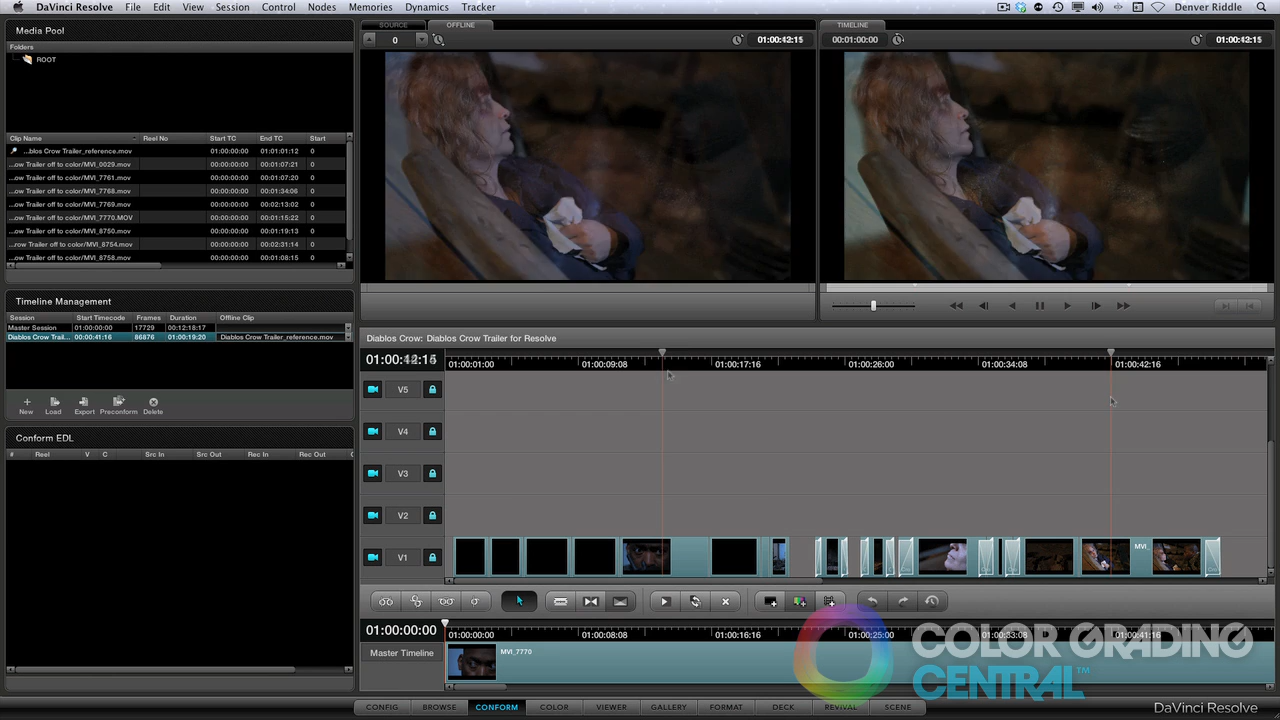 DaVinci Resolve File Edit View Session Control Nodes Memories Dynamics Tracker Denver Riddle
Media Pool
Folders
ROOT
Clip Name Reel No Start TC End TC Start
...blos Crow Trailer_reference.mov 01:00:00:00 01:01:01:12 0
...ow Trailer off to color/MVI_0029.mov 00:00:00:00 00:01:07:21 0
...ow Trailer off to color/MVI_7761.mov 00:00:00:00 00:01:07:20 0
...ow Trailer off to color/MVI_7768.mov 00:00:00:00 00:01:34:06 0
...ow Trailer off to color/MVI_7769.mov 00:00:00:00 00:02:13:02 0
...ow Trailer off to color/MVI_7770.MOV 00:00:00:00 00:01:15:22 0
...ow Trailer off to color/MVI_8750.mov 00:00:00:00 00:01:19:13 0
...row Trailer off to color/MVI_8754.mov 00:00:00:00 00:02:31:14 0
...ow Trailer off to color/MVI_8758.mov 00:00:00:00 00:01:08:15 0
SOURCE OFFLINE
0 01:00:42:15
TIMELINE
00:01:00:00 01:00:42:15
Timeline Management
Session Start Timecode Frames Duration Offline Clip
Master Session 01:00:00:00 17729 00:12:18:17
Diablos Crow Trail... 00:00:41:16 86876 01:00:19:20 Diablos Crow Trailer_reference.mov
New Load Export Preconform Delete
Conform EDL
# Reel V C Src In Src Out Rec In Rec Out
Diablos Crow: Diablos Crow Trailer for Resolve
01:00:01:00 01:00:09:08 01:00:17:16 01:00:26:00 01:00:34:08 01:00:42:16
V5
V4
V3
V2
V1
MVI_
01:00:00:00 01:00:00:00 01:00:08:08 01:00:16:16 01:00:25:00 01:00:33:08 01:00:41:16
Master Timeline MVI_7770
COLOR GRADING
CENTRAL™
CONFIG BROWSE CONFORM COLOR VIEWER GALLERY FORMAT DECK REVIVAL SCENE DaVinci Resolve